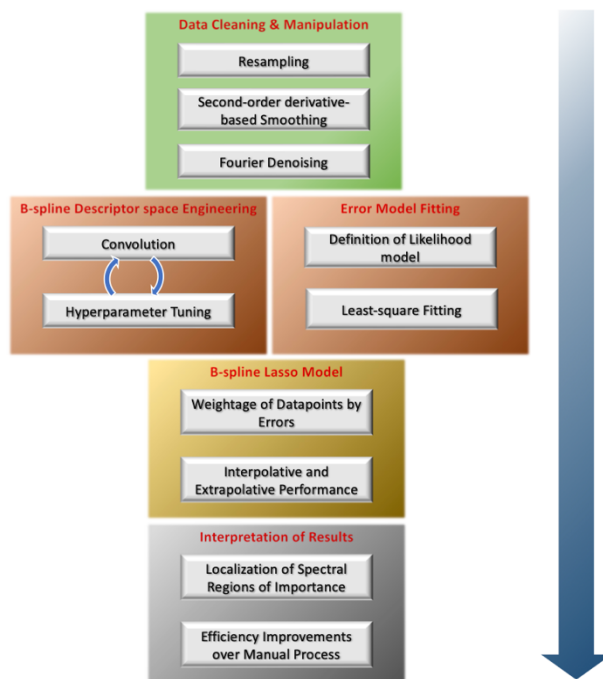 Data Cleaning & Manipulation
Resampling
Second-order derivative-
based Smoothing
Fourier Denoising
B-spline Descriptor space Engineering
Convolution
Hyperparameter Tuning
Error Model Fitting
Definition of Likelihood
model
Least-square Fitting
B-spline Lasso Model
Weightage of Datapoints by
Errors
Interpolative and
Extrapolative Performance
Interpretation of Results
Localization of Spectral
Regions of Importance
Efficiency Improvements
over Manual Process